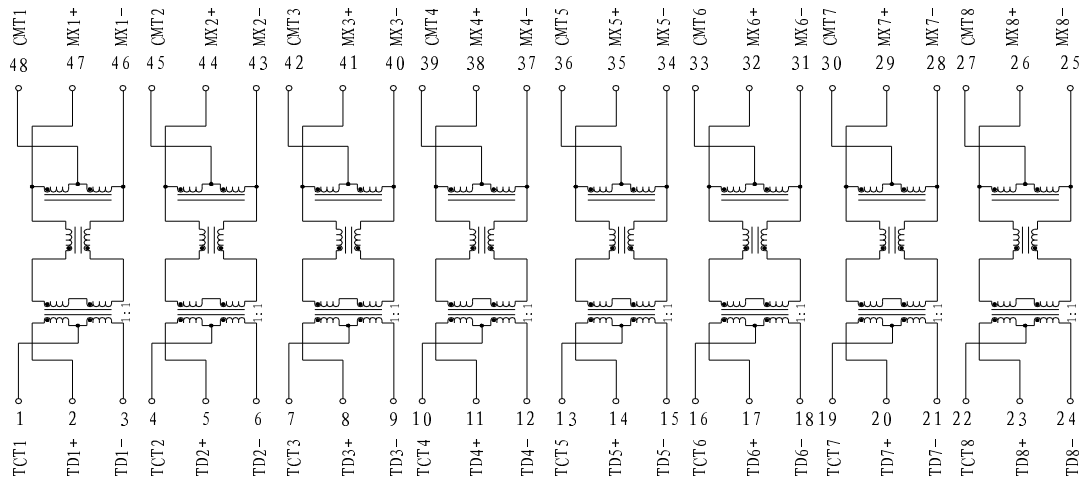 CMT1 MX1+ MX1- CMT2 MX2+ MX2- CMT3 MX3+ MX3- CMT4 MX4+ MX4- CMT5 MX5+ MX5- CMT6 MX6+ MX6- CMT7 MX7+ MX7- CMT8 MX8+ MX8-
48 47 46 45 44 43 42 41 40 39 38 37 36 35 34 33 32 31 30 29 28 27 26 25
1:1 1:1 1:1 1:1 1:1 1:1 1:1 1:1
1 2 3 4 5 6 7 8 9 10 11 12 13 14 15 16 17 18 19 20 21 22 23 24
TCT1 TD1+ TD1- TCT2 TD2+ TD2- TCT3 TD3+ TD3- TCT4 TD4+ TD4- TCT5 TD5+ TD5- TCT6 TD6+ TD6- TCT7 TD7+ TD7- TCT8 TD8+ TD8-